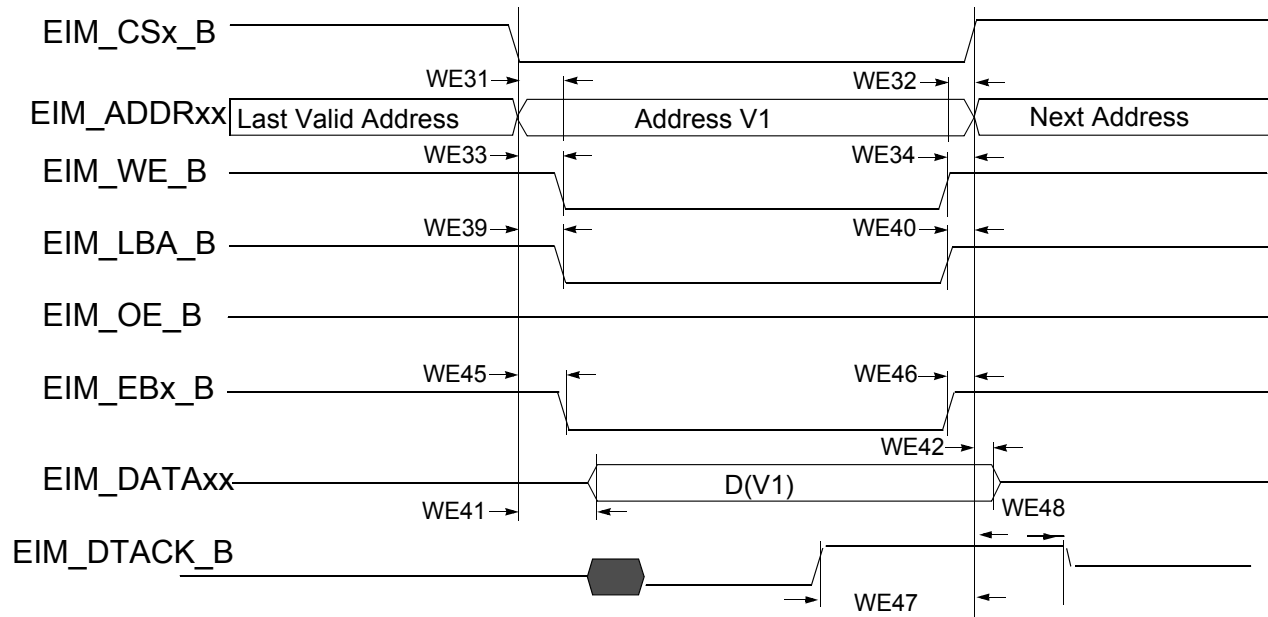 EIM_CSx_B
WE31
WE32
EIM_ADDRxx
Last Valid Address
Address V1
Next Address
WE33
WE34
EIM_WE_B
WE39
WE40
EIM_LBA_B
EIM_OE_B
WE45
WE46
EIM_EBx_B
WE42
EIM_DATAxx
D(V1)
WE41
WE48
EIM_DTACK_B
WE47